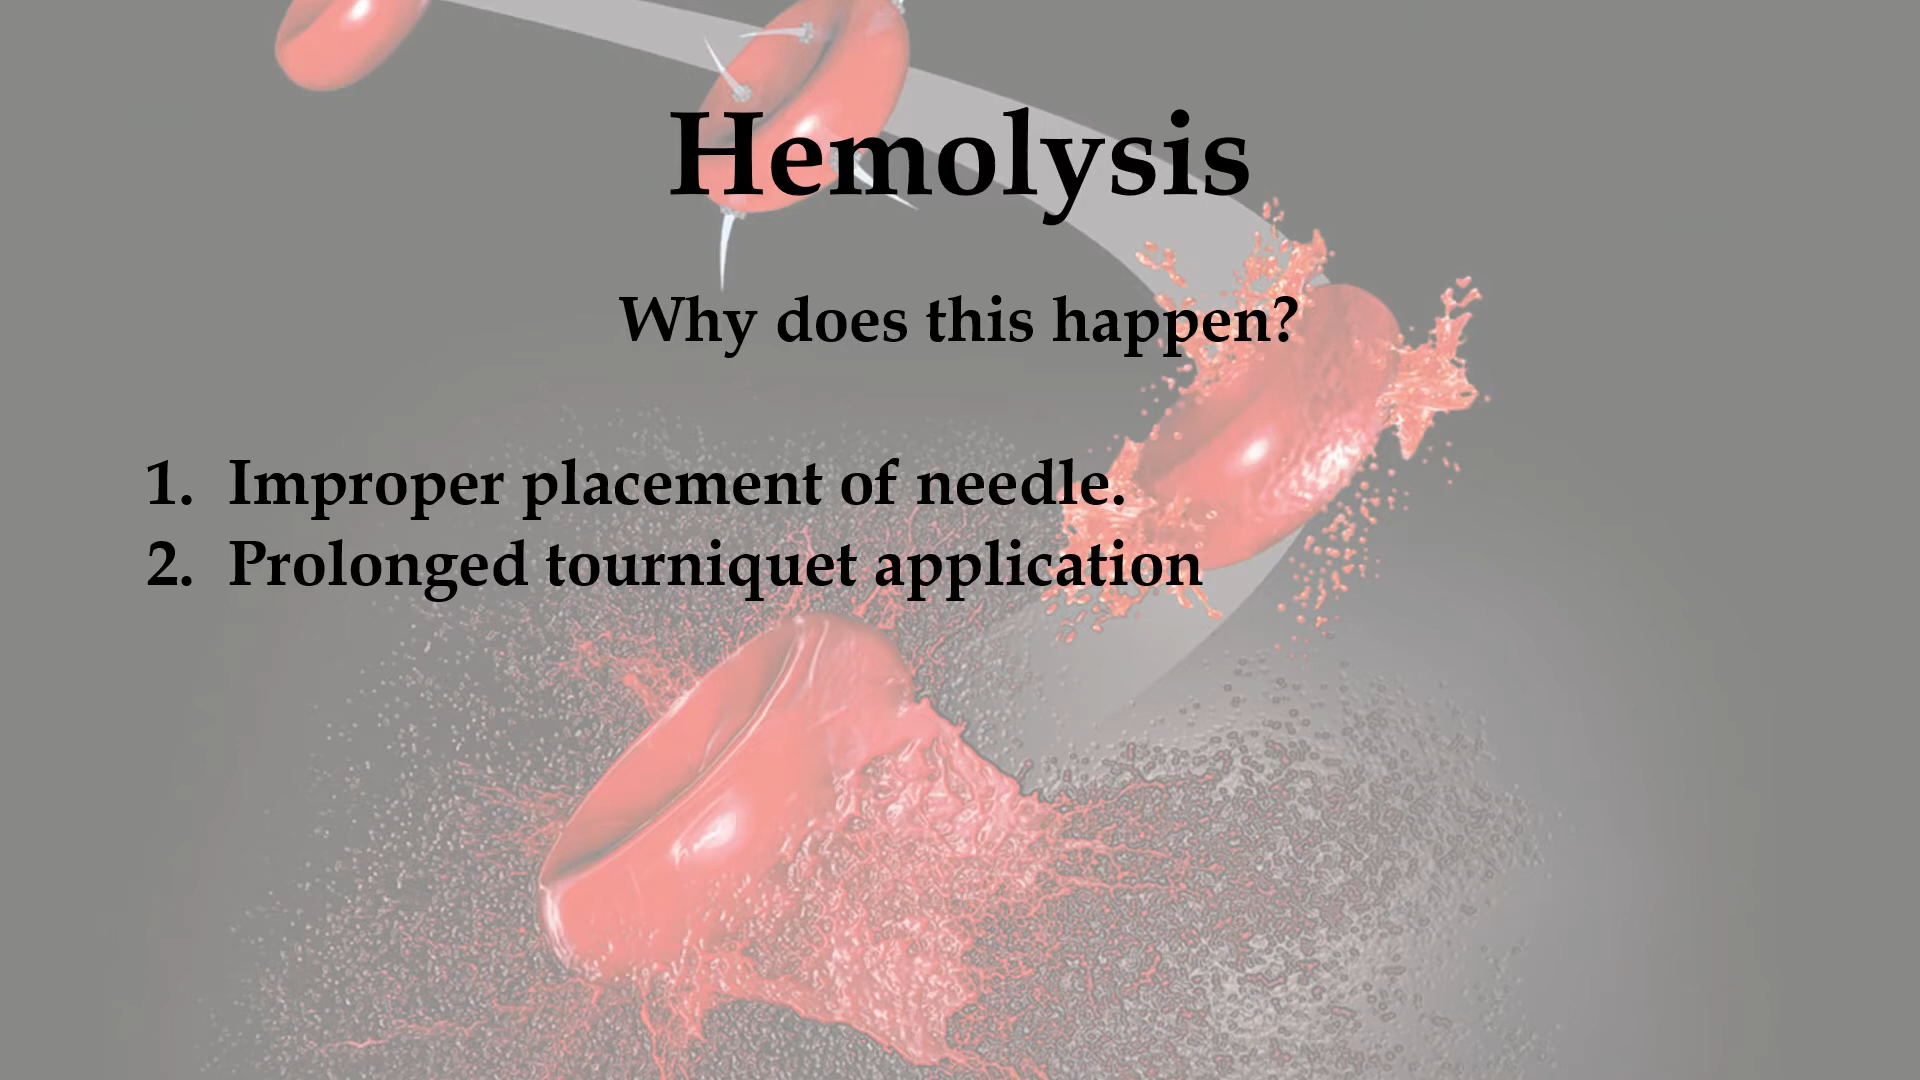 Hemolysis
Why does this happen?
1. Improper placement of needle.
2. Prolonged tourniquet application